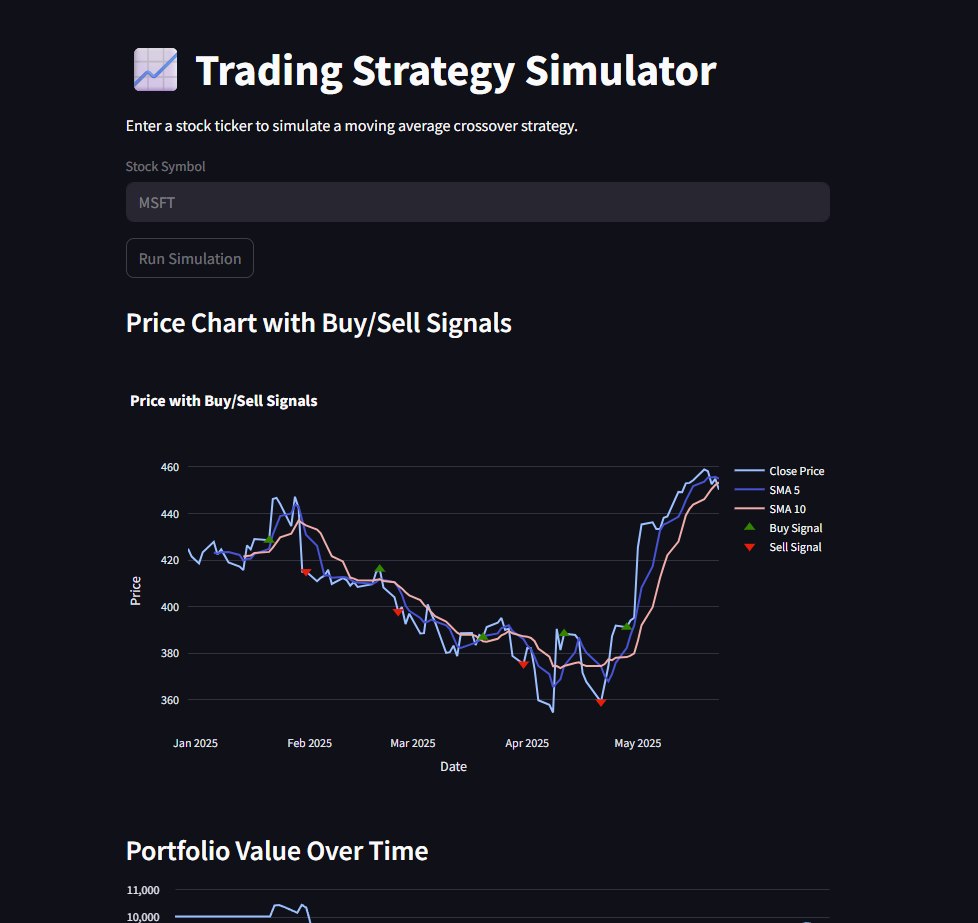 Trading Strategy Simulator
Enter a stock ticker to simulate a moving average crossover strategy.
Stock Symbol
MSFT
Run Simulation
Price Chart with Buy/Sell Signals
Price with Buy/Sell Signals
460
440
420
400
380
360
Price
Jan 2025 Feb 2025 Mar 2025 Apr 2025 May 2025
Date
Close Price
SMA 5
SMA 10
Buy Signal
Sell Signal
Portfolio Value Over Time
11,000
10,000